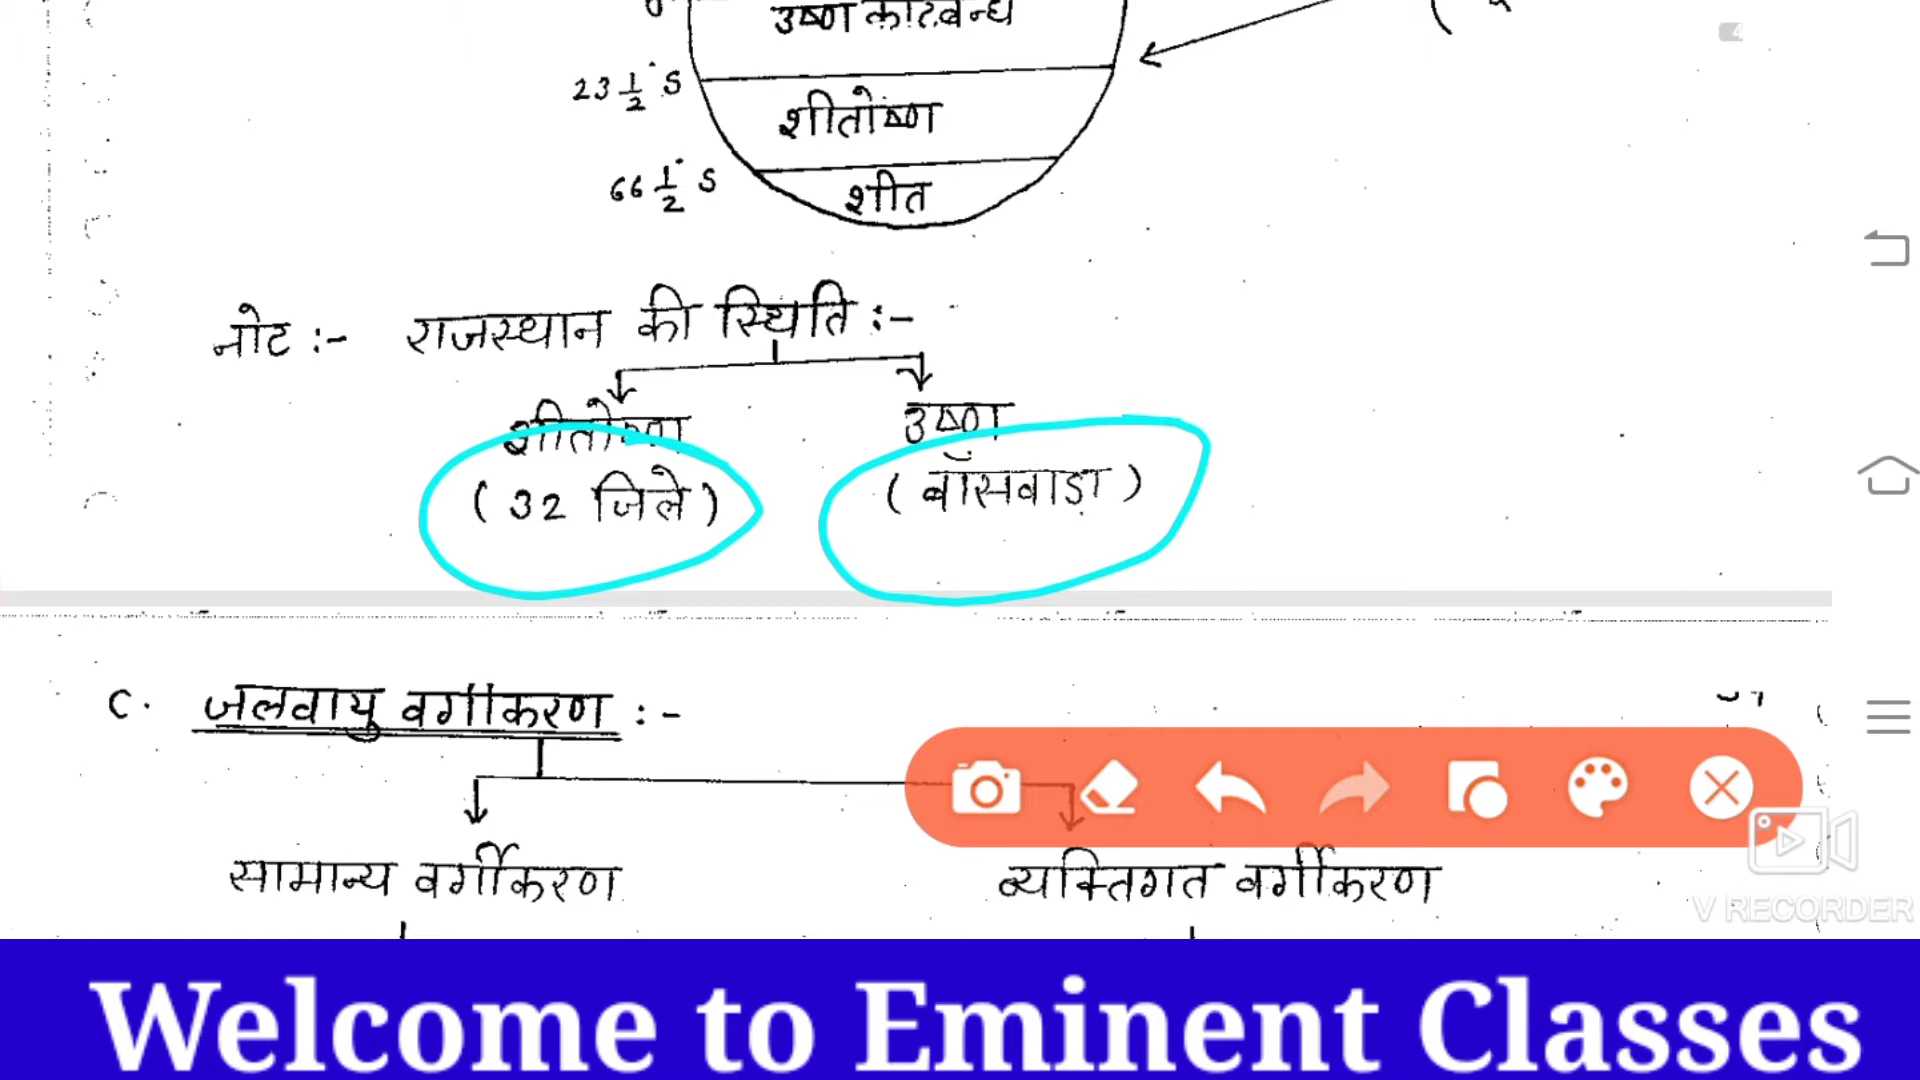 उष्ण कटिबन्ध
23 1/2° S
शीतोष्ण
66 1/2° S
शीत
नोट :- राजस्थान की स्थिति :-
शीतोष्ण उष्ण
( 32 जिले ) ( बाँसवाड़ा )
C. जलवायु वर्गीकरण :-
सामान्य वर्गीकरण व्यक्तिगत वर्गीकरण
V RECORDER
Welcome to Eminent Classes